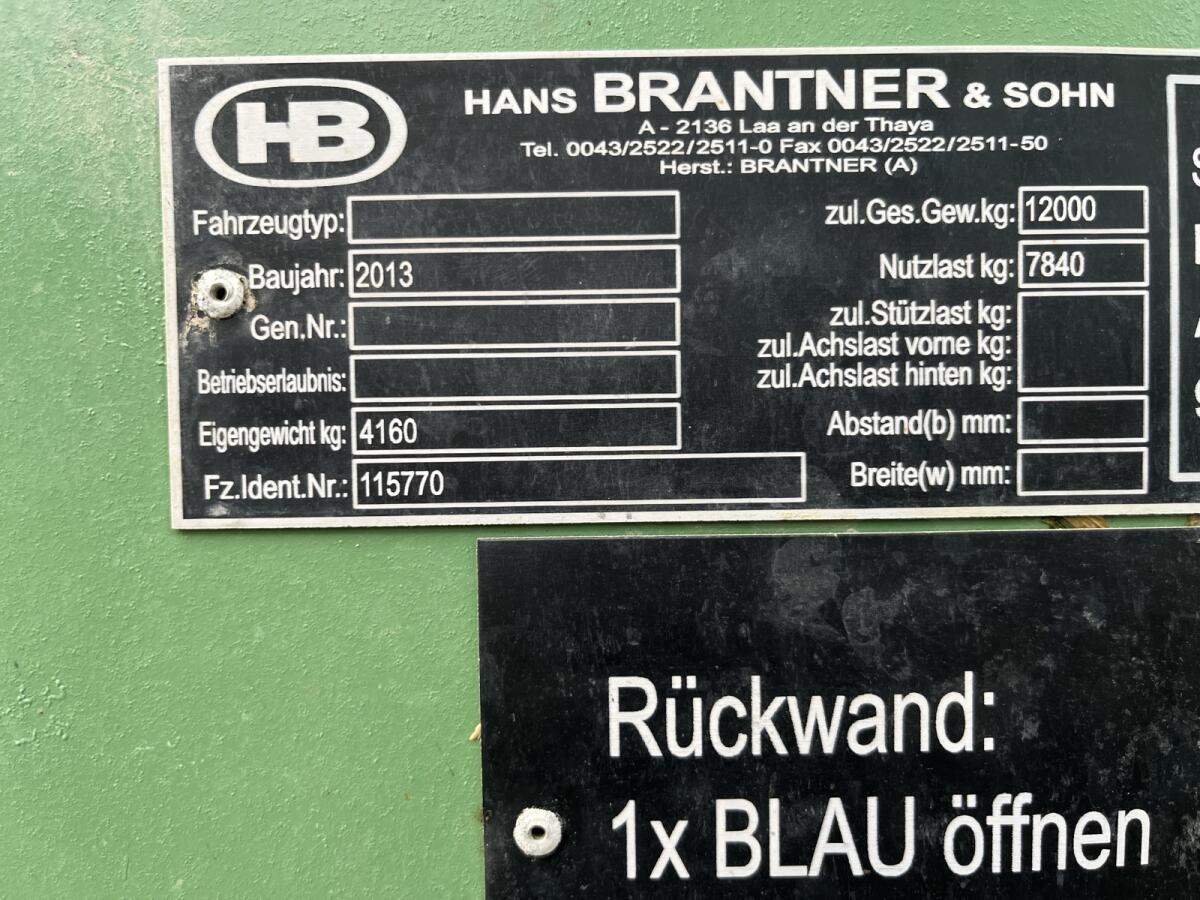 HB
HANS BRANTNER & SOHN
A - 2136 Laa an der Thaya
Tel. 0043/2522/2511-0 Fax 0043/2522/2511-50
Herst.: BRANTNER (A)
Fahrzeugtyp:
Baujahr: 2013
Gen.Nr.:
Betriebserlaubnis:
Eigengewicht kg: 4160
Fz.Ident.Nr.: 115770
zul.Ges.Gew.kg: 12000
Nutzlast kg: 7840
zul.Stützlast kg:
zul.Achslast vorne kg:
zul.Achslast hinten kg:
Abstand(b) mm:
Breite(w) mm:
Rückwand:
1x BLAU öffnen